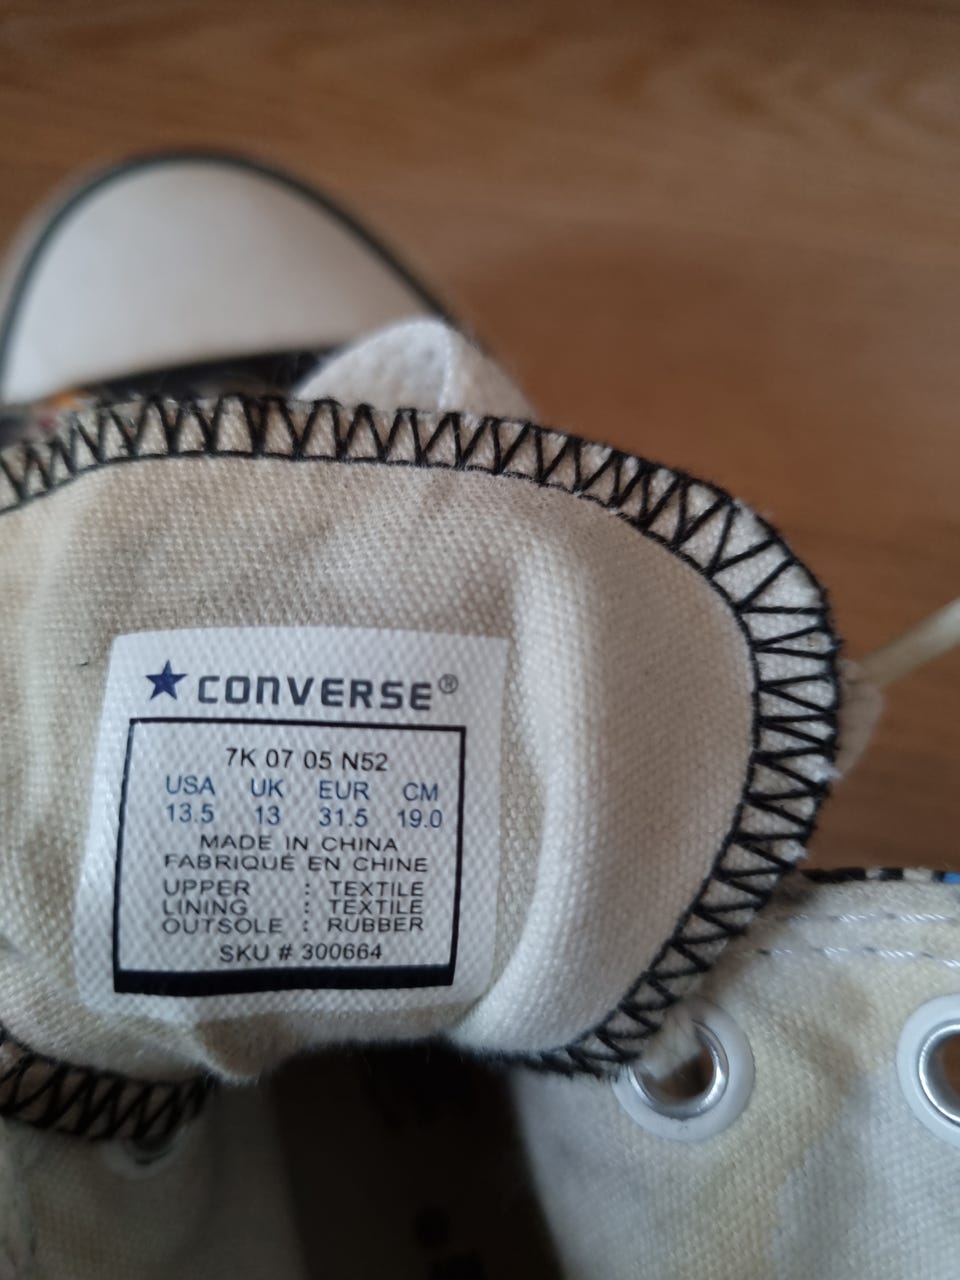 ★CONVERSE®
7K 07 05 N52
USA UK EUR CM
13.5 13 31.5 19.0
MADE IN CHINA
FABRIQUÉ EN CHINE
UPPER : TEXTILE
LINING : TEXTILE
OUTSOLE : RUBBER
SKU # 300664